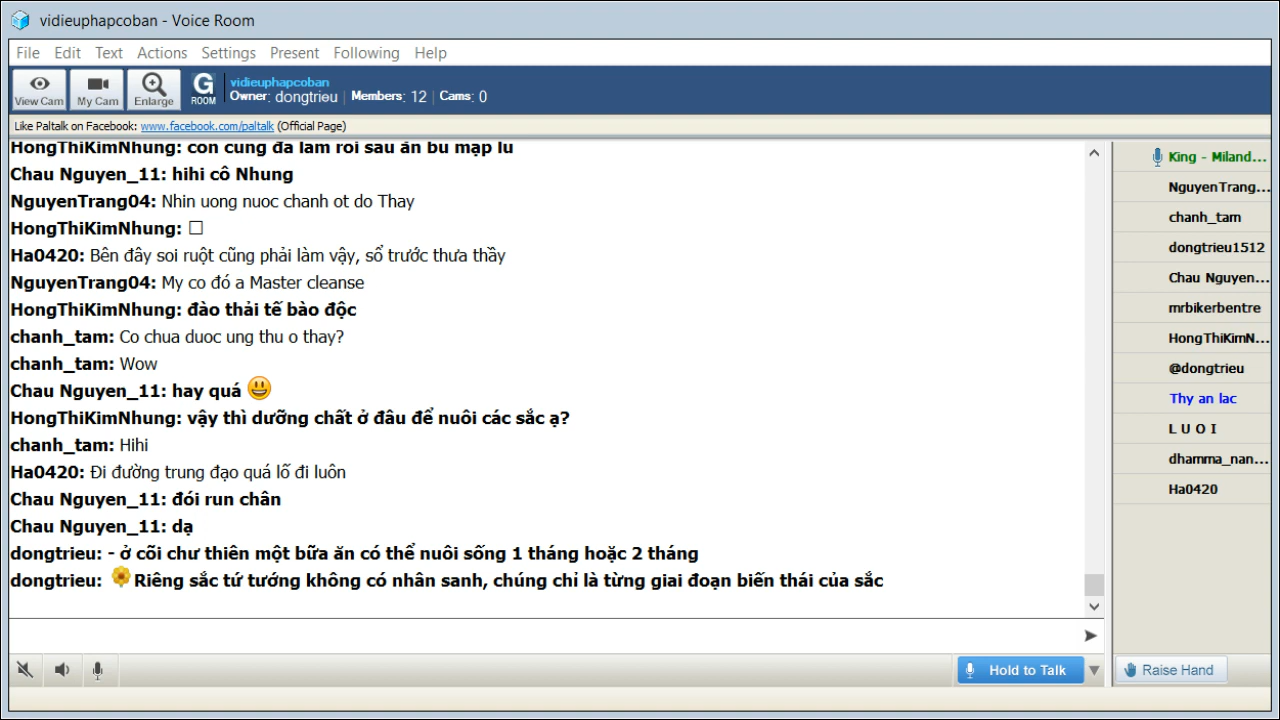 vidieuphapcoban - Voice Room
File Edit Text Actions Settings Present Following Help
View Cam My Cam Enlarge G ROOM
vidieuphapcoban
Owner: dongtrieu | Members: 12 | Cams: 0
Like Paltalk on Facebook: www.facebook.com/paltalk (Official Page)
HongThiKimNhung: con cung đa lam roi sau ăn bu mạp lu
Chau Nguyen_11: hihi cô Nhung
NguyenTrang04: Nhin uong nuoc chanh ot do Thay
HongThiKimNhung: □
Ha0420: Bên đây soi ruột cũng phải làm vậy, sổ trước thưa thầy
NguyenTrang04: My co đó a Master cleanse
HongThiKimNhung: đào thải tế bào độc
chanh_tam: Co chua duoc ung thu o thay?
chanh_tam: Wow
Chau Nguyen_11: hay quá 😃
HongThiKimNhung: vậy thì dưỡng chất ở đâu để nuôi các sắc ạ?
chanh_tam: Hihi
Ha0420: Đi đường trung đạo quá lố đi luôn
Chau Nguyen_11: đói run chân
Chau Nguyen_11: dạ
dongtrieu: - ở cõi chư thiên một bữa ăn có thể nuôi sống 1 tháng hoặc 2 tháng
dongtrieu: 🌼Riêng sắc tứ tướng không có nhân sanh, chúng chỉ là từng giai đoạn biến thái của sắc
King - Miland...
NguyenTrang...
chanh_tam
dongtrieu1512
Chau Nguyen...
mrbikerbentre
HongThiKimN...
@dongtrieu
Thy an lac
L U O I
dhamma_nan...
Ha0420
Hold to Talk
Raise Hand